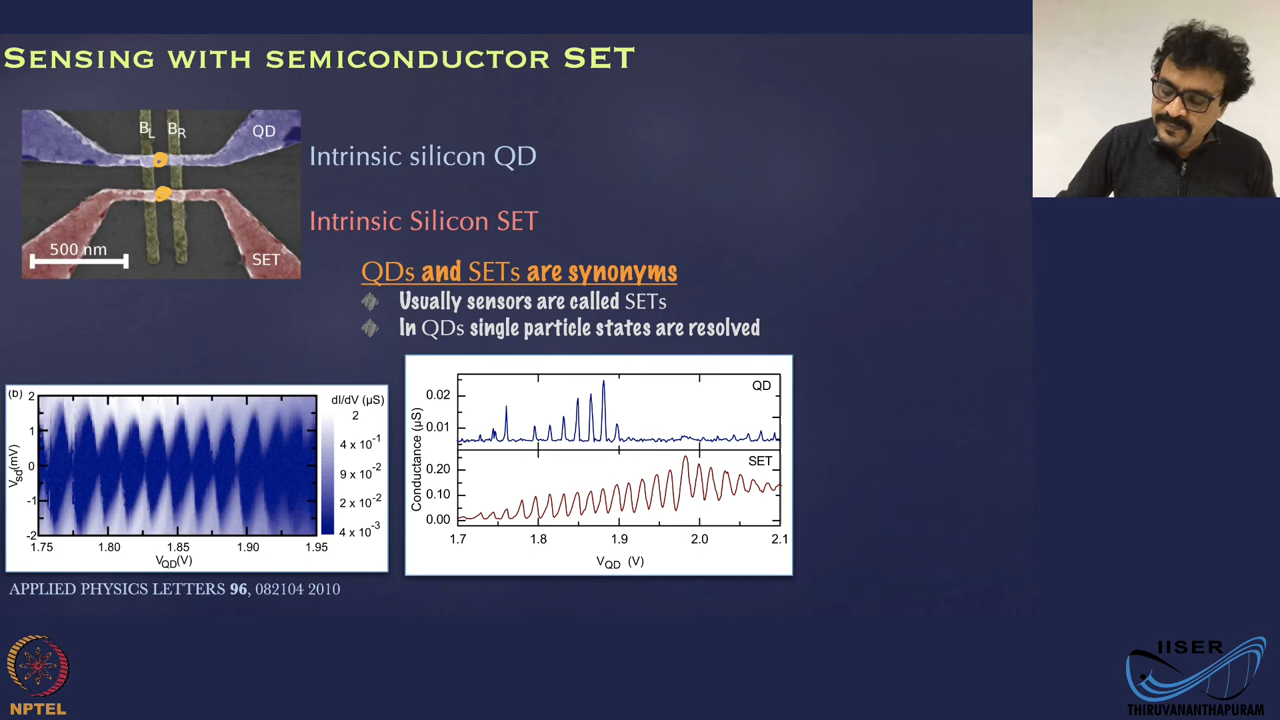 SENSING WITH SEMICONDUCTOR SET
BL BR QD
500 nm
SET
Intrinsic silicon QD
Intrinsic Silicon SET
QDs and SETs are synonyms
Usually sensors are called SETs
In QDs single particle states are resolved
(b)
dI/dV (μS)
2
4 x 10⁻¹
9 x 10⁻²
2 x 10⁻²
4 x 10⁻³
Vsd(mV)
2
1
0
-1
-2
1.75 1.80 1.85 1.90 1.95
VQD(V)
QD
0.02
0.01
Conductance (μS)
SET
0.20
0.10
0.00
1.7 1.8 1.9 2.0 2.1
VQD (V)
APPLIED PHYSICS LETTERS 96, 082104 2010
NPTEL
IISER
THIRUVANANTHAPURAM